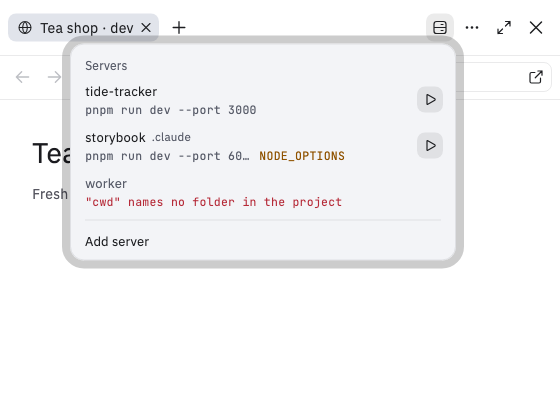 Tea shop · dev
Servers
tide-tracker
pnpm run dev --port 3000
storybook .claude
pnpm run dev --port 60… NODE_OPTIONS
worker
"cwd" names no folder in the project
Add server
Tea
Fresh